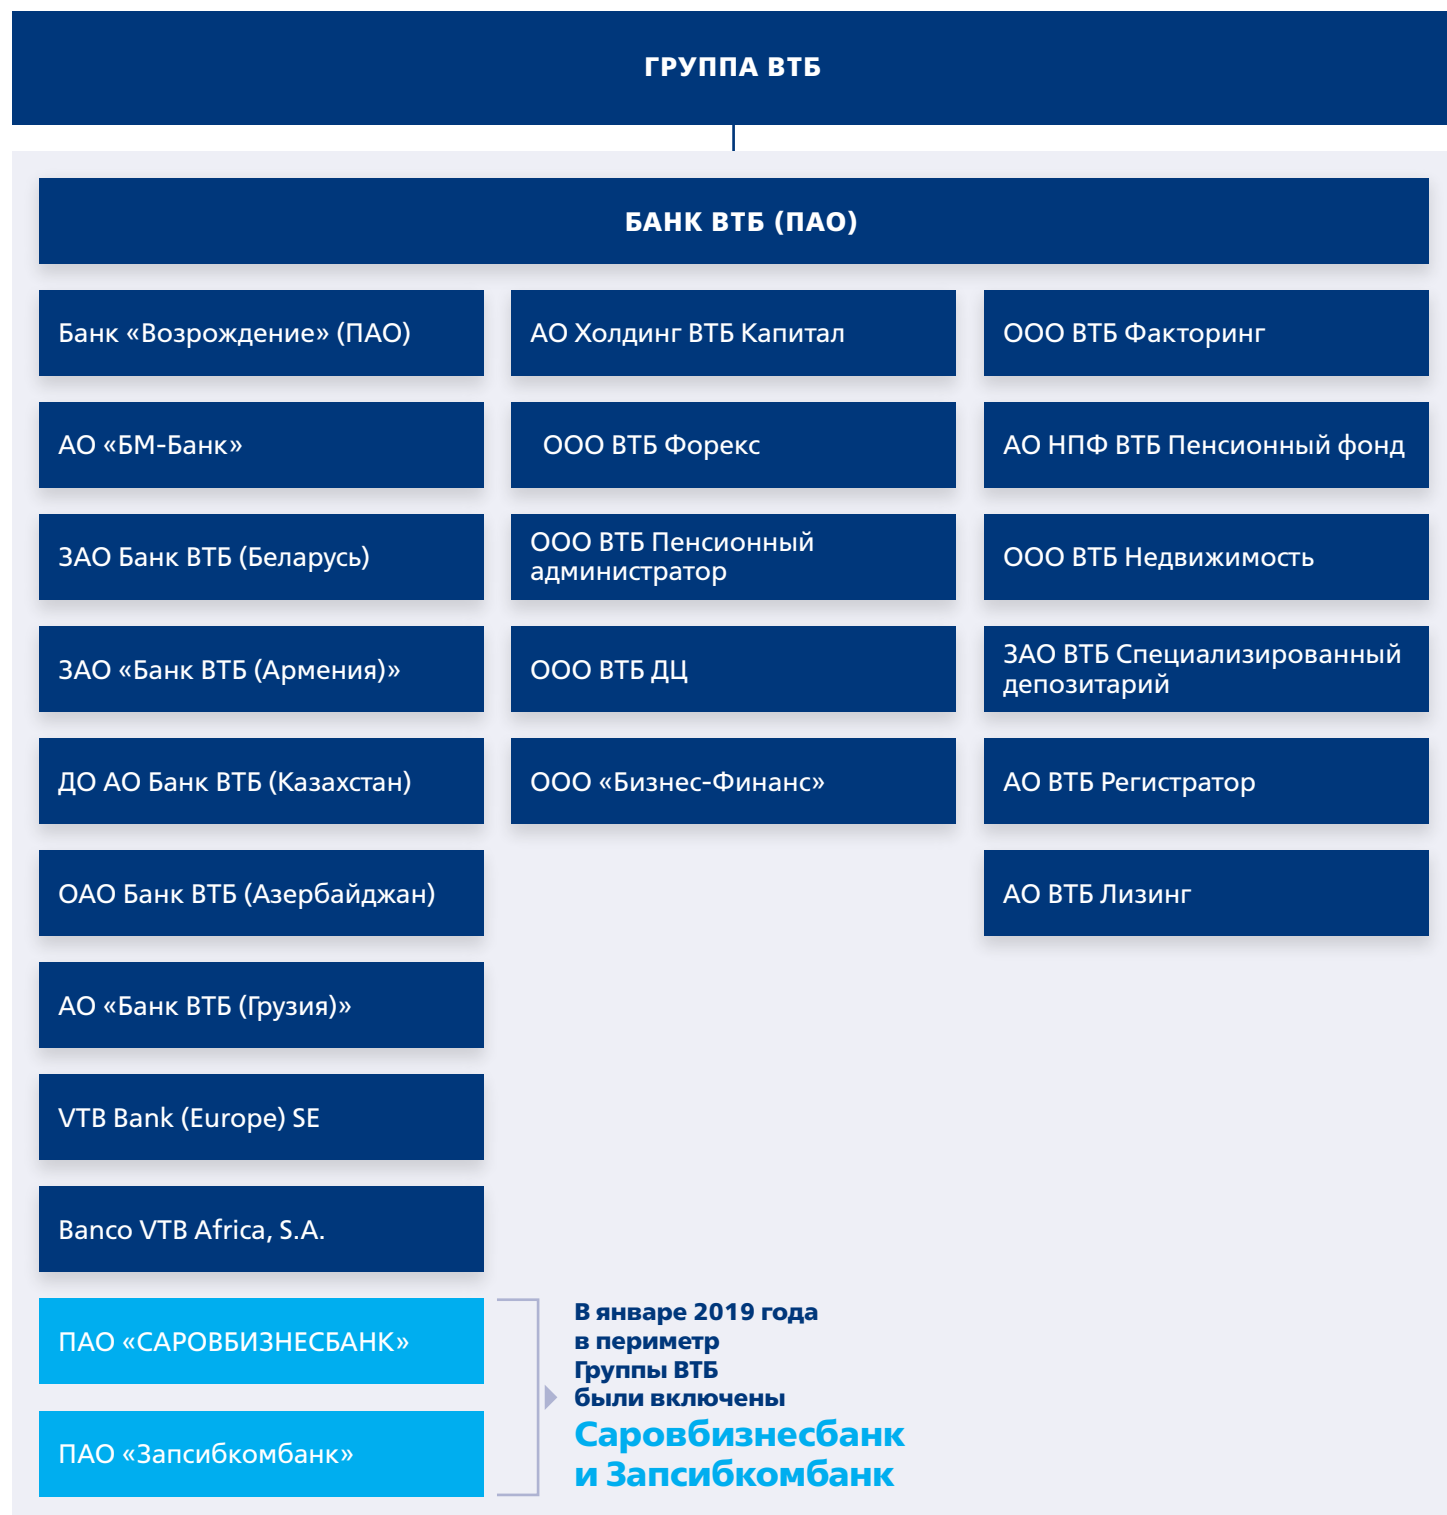 ГРУППА ВТБ
БАНК ВТБ (ПАО)
Банк «Возрождение» (ПАО)
АО «БМ-Банк»
ЗАО Банк ВТБ (Беларусь)
ЗАО «Банк ВТБ (Армения)»
ДО АО Банк ВТБ (Казахстан)
ОАО Банк ВТБ (Азербайджан)
АО «Банк ВТБ (Грузия)»
VTB Bank (Europe) SE
Banco VTB Africa, S.A.
ПАО «САРОВБИЗНЕСБАНК»
ПАО «Запсибкомбанк»
АО Холдинг ВТБ Капитал
ООО ВТБ Форекс
ООО ВТБ Пенсионный
администратор
ООО ВТБ ДЦ
ООО «Бизнес-Финанс»
ООО ВТБ Факторинг
АО НПФ ВТБ Пенсионный фонд
ООО ВТБ Недвижимость
ЗАО ВТБ Специализированный
депозитарий
АО ВТБ Регистратор
АО ВТБ Лизинг
В январе 2019 года
в периметр
Группы ВТБ
были включены
Саровбизнесбанк
и Запсибкомбанк